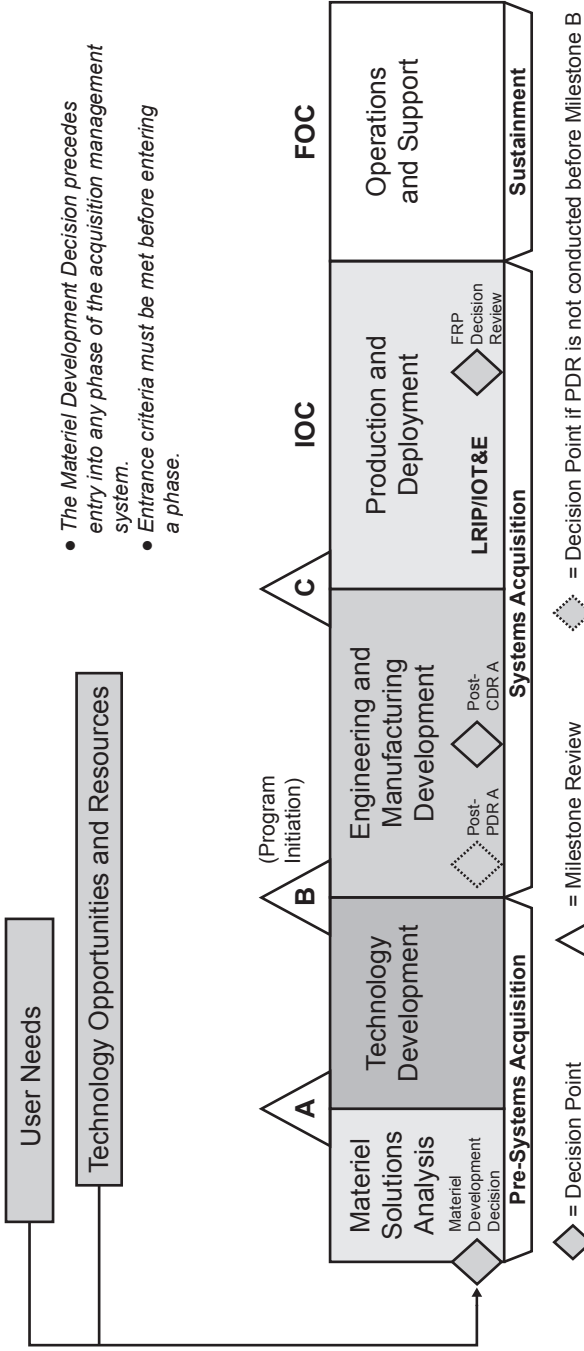 User Needs
Technology Opportunities and Resources
• The Materiel Development Decision precedes
entry into any phase of the acquisition management
system.
• Entrance criteria must be met before entering
a phase.
A
B
(Program
Initiation)
C
IOC
FOC
Materiel
Solutions
Analysis
Materiel
Development
Decision
Technology
Development
Engineering and
Manufacturing
Development
Post-
PDR A
Post-
CDR A
Production and
Deployment
LRIP/IOT&E
FRP
Decision
Review
Operations
and Support
Pre-Systems Acquisition
Systems Acquisition
Sustainment
= Decision Point
= Milestone Review
= Decision Point if PDR is not conducted before Milestone B